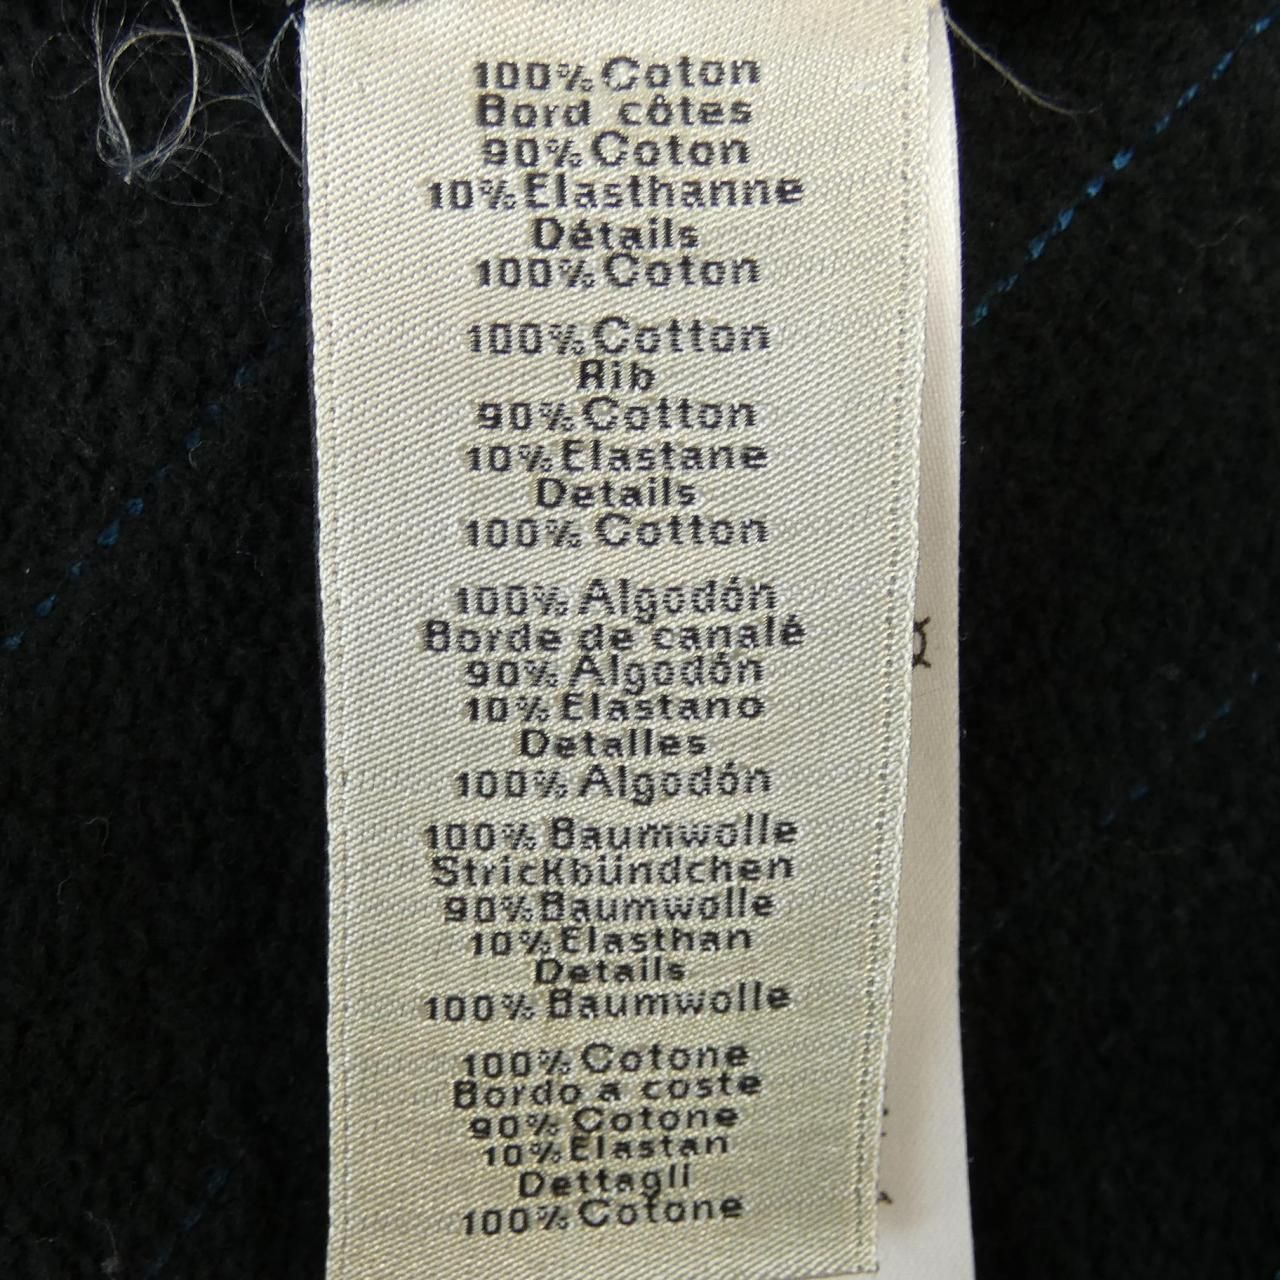 100% Coton
Bord côtes
90% Coton
10% Elasthanne
Détails
100% Coton
100% Cotton
Rib
90% Cotton
10% Elastane
Details
100% Cotton
100% Algodón
Borde de canalé
90% Algodón
10% Elastano
Detalles
100% Algodón
100% Baumwolle
Strickbündchen
90% Baumwolle
10% Elasthan
Details
100% Baumwolle
100% Cotone
Bordo a coste
90% Cotone
10% Elastan
Dettagli
100% Cotone